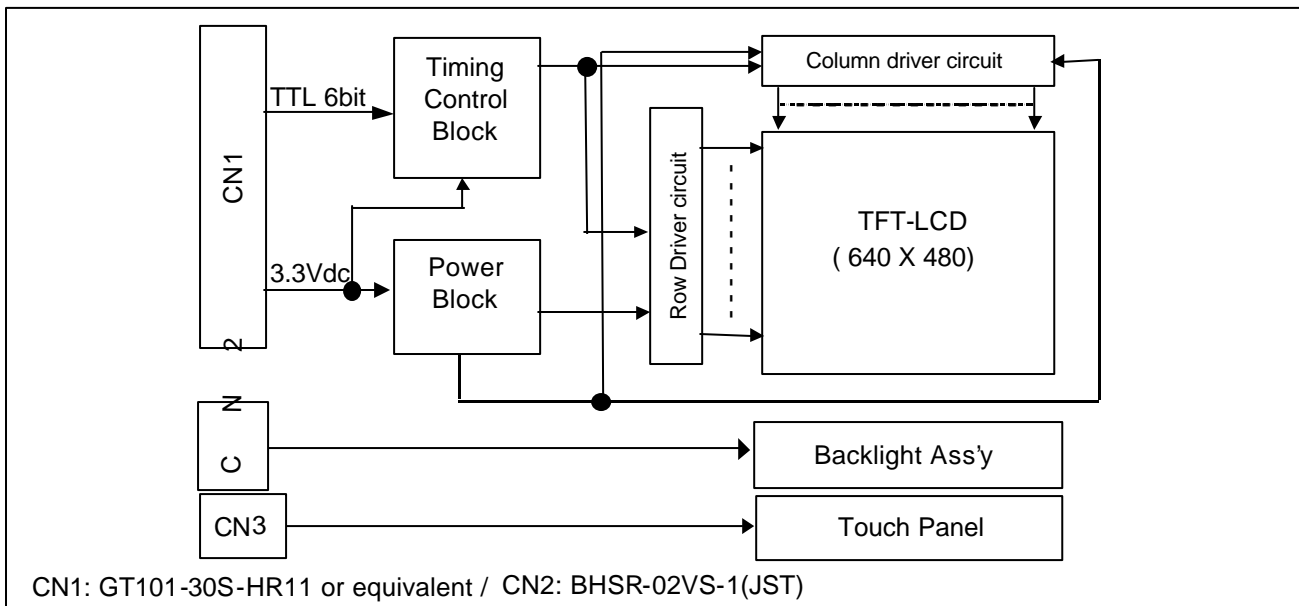 CN1
TTL 6bit
3.3Vdc
Timing
Control
Block
Power
Block
Row Driver circuit
Column driver circuit
TFT-LCD
( 640 X 480)
CN2
Backlight Ass'y
CN3
Touch Panel
CN1: GT101-30S-HR11 or equivalent / CN2: BHSR-02VS-1(JST)